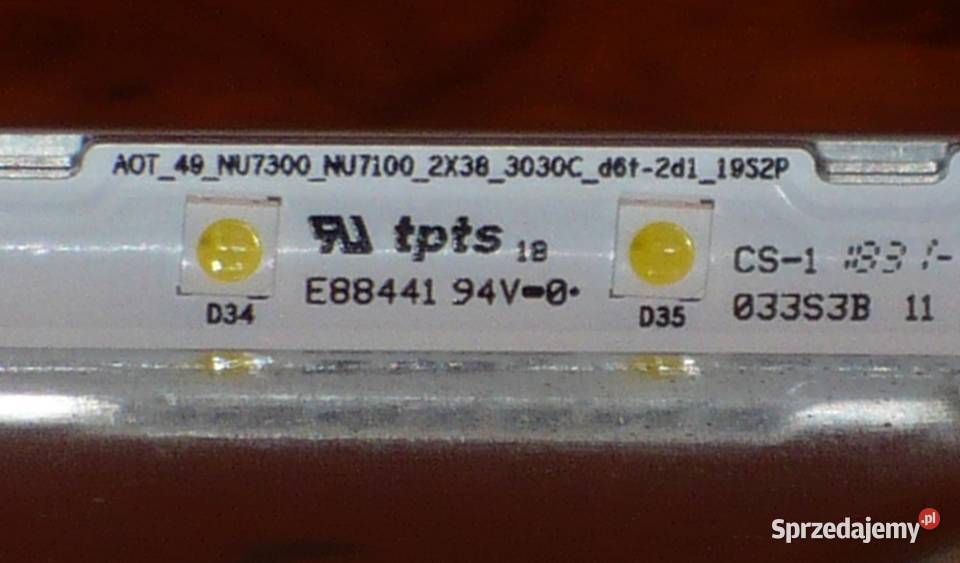 AOT_49_NU7300_NU7100_2X38_3030C_d6t-2d1_19S2P
tpts 18
CS-1
E88441 94V-0
033S3B 11
D34
D35
Sprzedajemy.pl